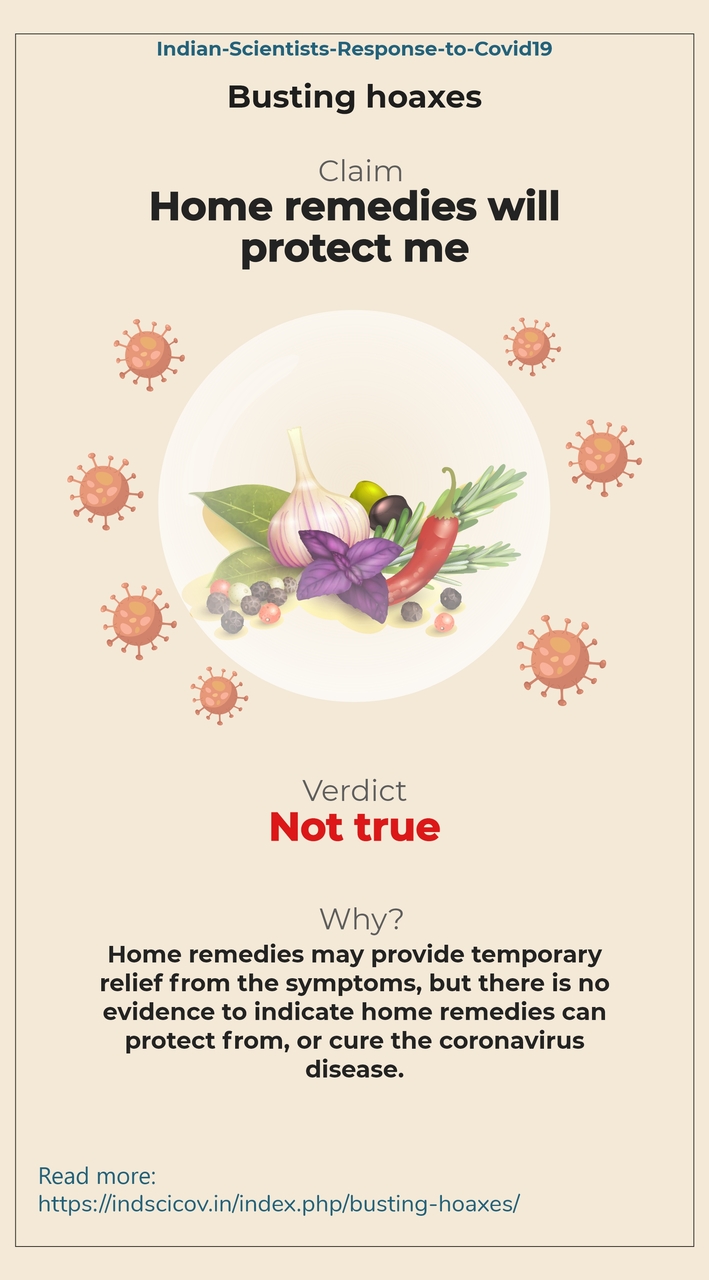 Indian-Scientists-Response-to-Covid19
Busting hoaxes
Claim
Home remedies will
protect me
Verdict
Not true
Why?
Home remedies may provide temporary
relief from the symptoms, but there is no
evidence to indicate home remedies can
protect from, or cure the coronavirus
disease.
Read more:
https://indscicov.in/index.php/busting-hoaxes/